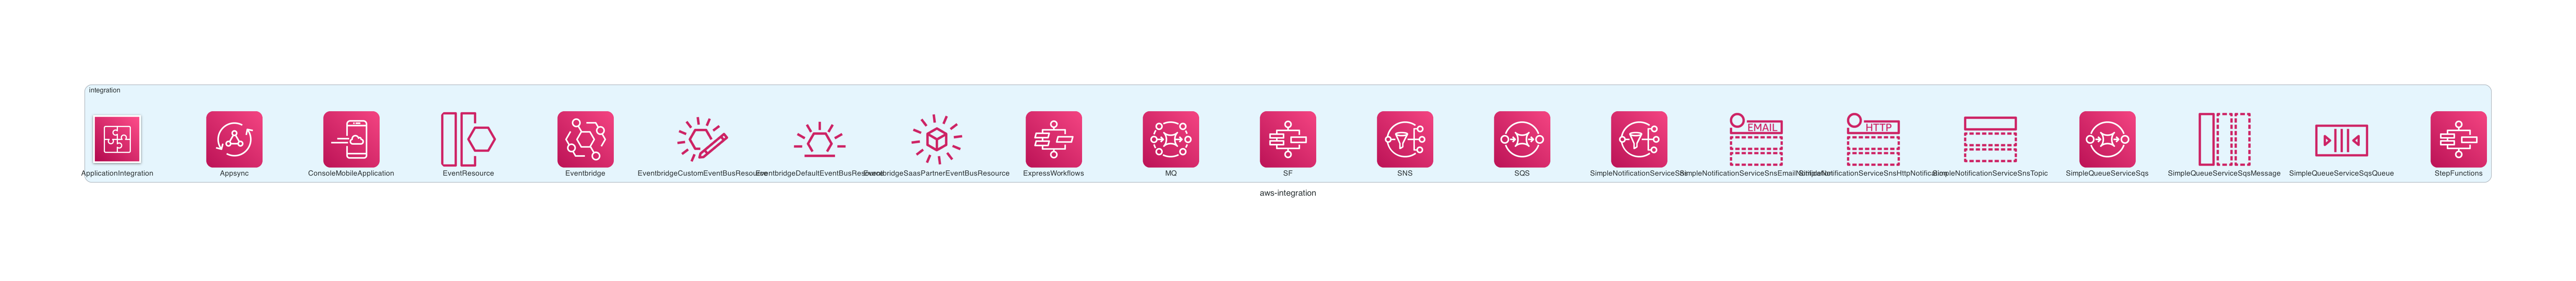 integration
EMAIL
HTTP
ApplicationIntegration
Appsync
ConsoleMobileApplication
EventResource
Eventbridge
EventbridgeCustomEventBusResource
EventbridgeDefaultEventBusResource
EventbridgeSaasPartnerEventBusResource
ExpressWorkflows
MQ
SF
SNS
SQS
SimpleNotificationServiceSns
SimpleNotificationServiceSnsEmailNotification
SimpleNotificationServiceSnsHttpNotification
SimpleNotificationServiceSnsTopic
SimpleQueueServiceSqs
SimpleQueueServiceSqsMessage
SimpleQueueServiceSqsQueue
StepFunctions
aws-integration